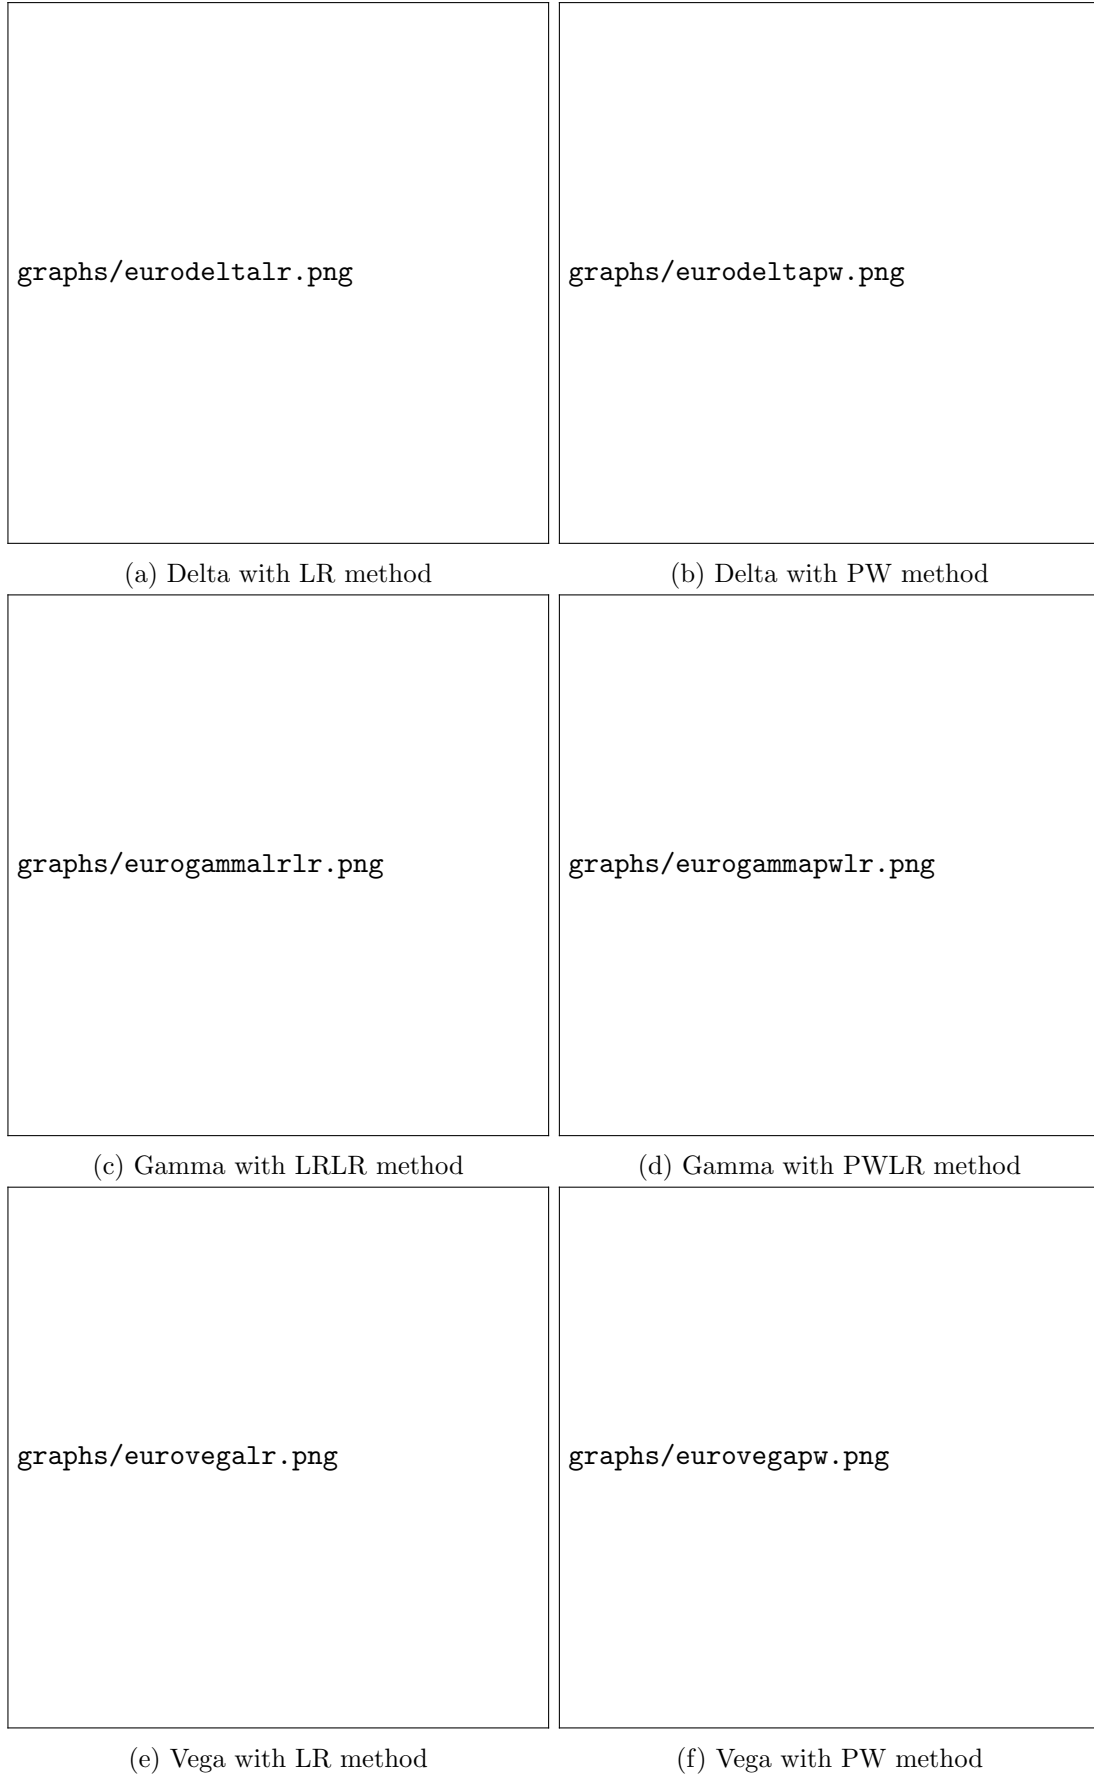 graphs/eurodeltalr.png
graphs/eurodeltapw.png
(a) Delta with LR method
(b) Delta with PW method
graphs/eurogammalrlr.png
graphs/eurogammapwlr.png
(c) Gamma with LRLR method
(d) Gamma with PWLR method
graphs/eurovegalr.png
graphs/eurovegapw.png
(e) Vega with LR method
(f) Vega with PW method